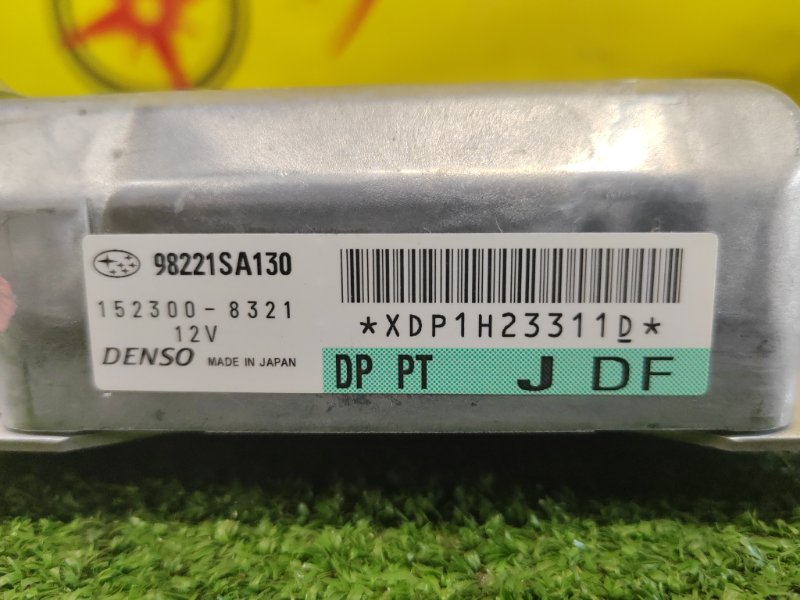 98221SA130
152300-8321
12V
DENSO MADE IN JAPAN
*XDP1H23311D*
DP PT J DF